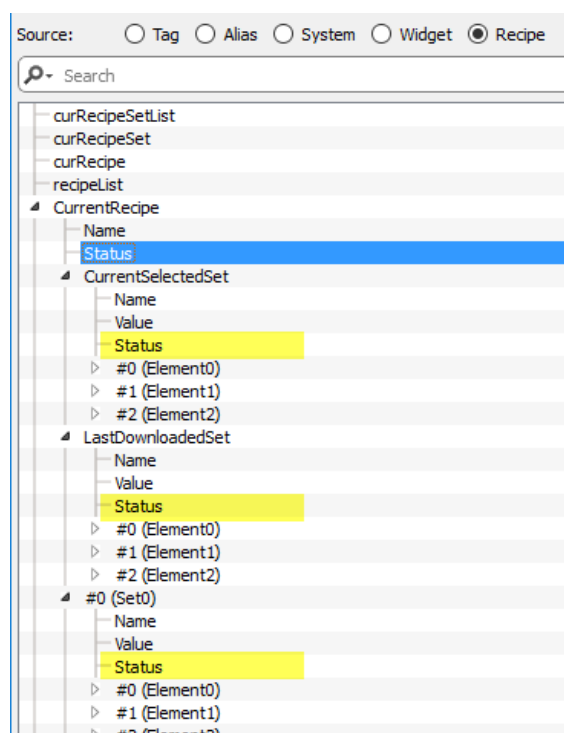 Source: Tag Alias System Widget Recipe
Search
curRecipeSetList
curRecipeSet
curRecipe
recipeList
CurrentRecipe
Name
Status
CurrentSelectedSet
Name
Value
Status
#0 (Element0)
#1 (Element1)
#2 (Element2)
LastDownloadedSet
Name
Value
Status
#0 (Element0)
#1 (Element1)
#2 (Element2)
#0 (Set0)
Name
Value
Status
#0 (Element0)
#1 (Element1)